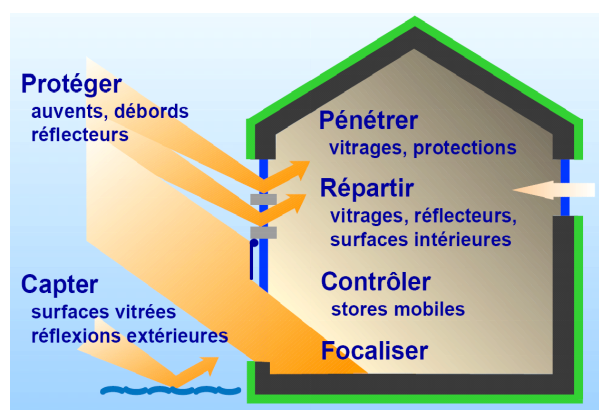 Protéger
auvents, débords
réflecteurs
Pénétrer
vitrages, protections
Répartir
vitrages, réflecteurs,
surfaces intérieures
Capter
surfaces vitrées
réflexions extérieures
Contrôler
stores mobiles
Focaliser